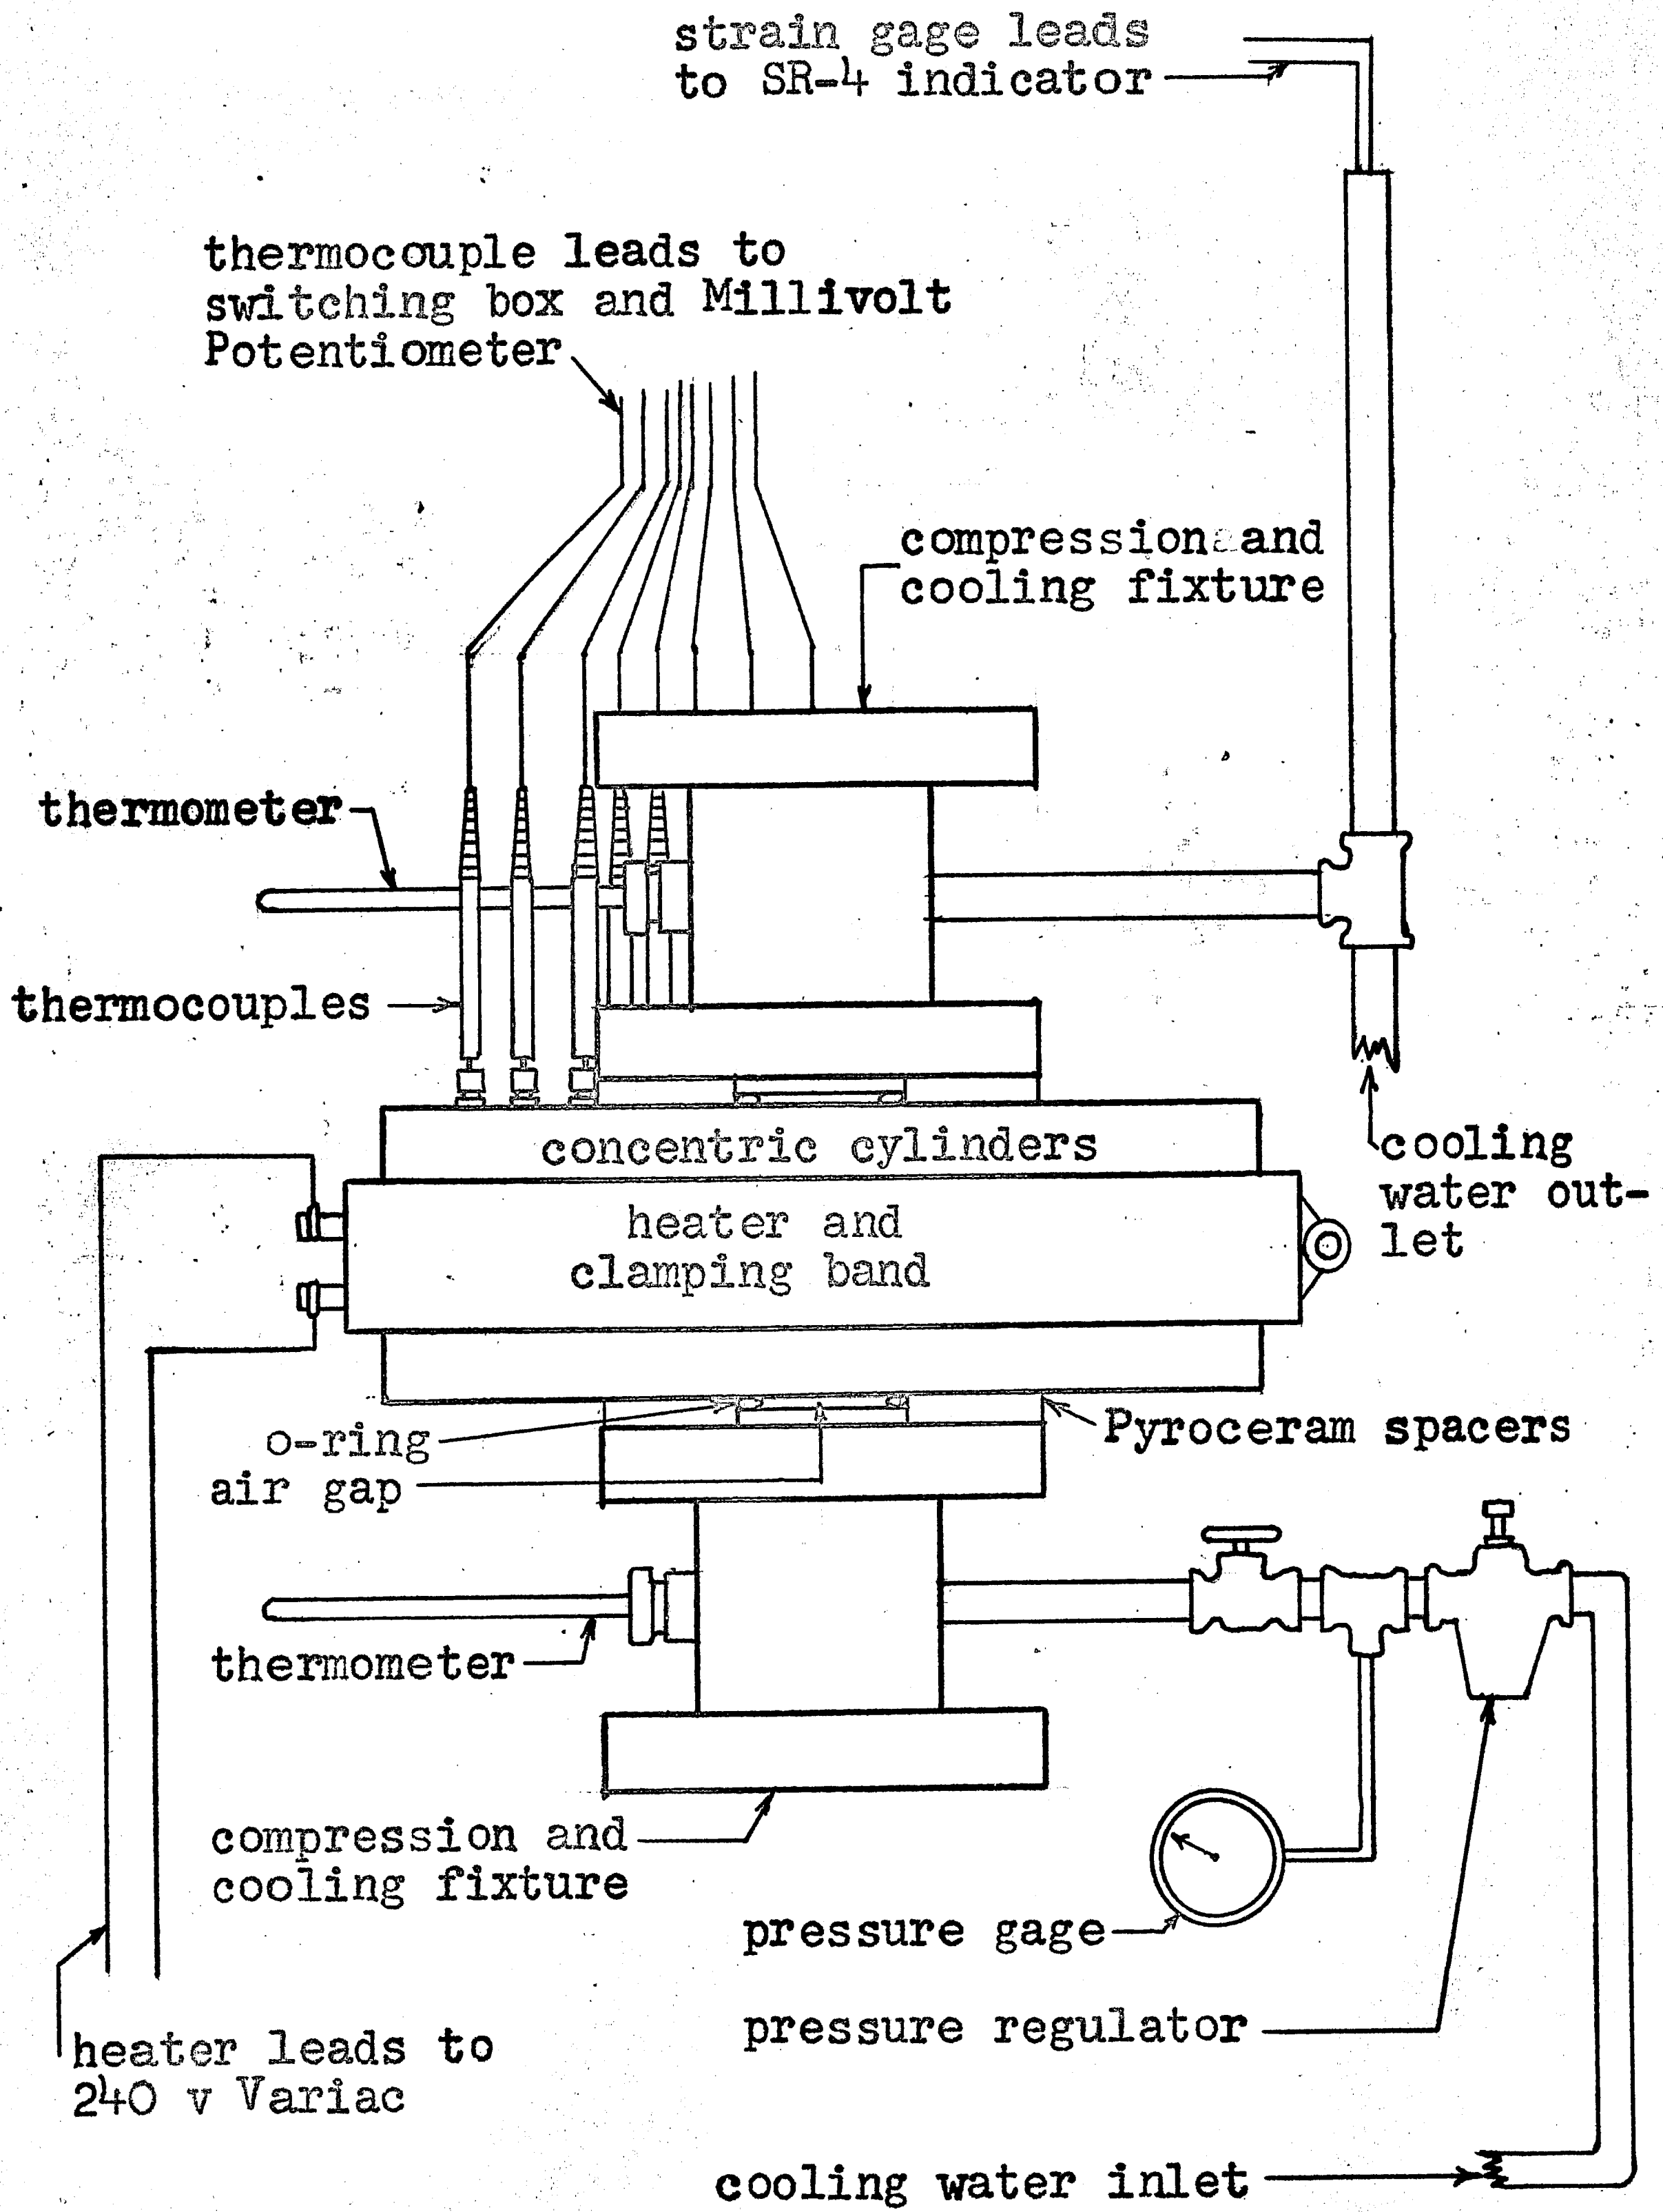 strain gage leads
to SR-4 indicator
thermocouple leads to
switching box and Millivolt
Potentiometer
compression and
cooling fixture
thermometer
thermocouples
concentric cylinders
cooling
water out-
let
heater and
clamping band
o-ring
air gap
Pyroceram spacers
thermometer
compression and
cooling fixture
pressure gage
pressure regulator
heater leads to
240 v Variac
cooling water inlet